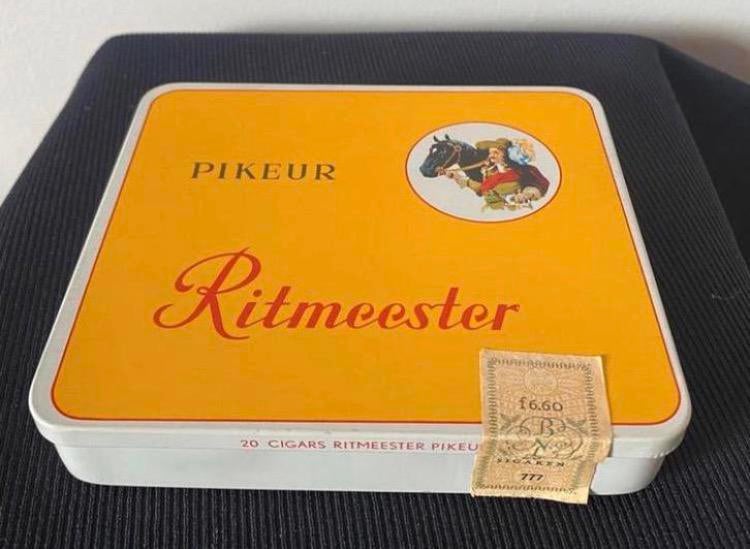 PIKEUR
Ritmeester
20 CIGARS RITMEESTER PIKEU
f6.60
B
N
SIGAREN
777